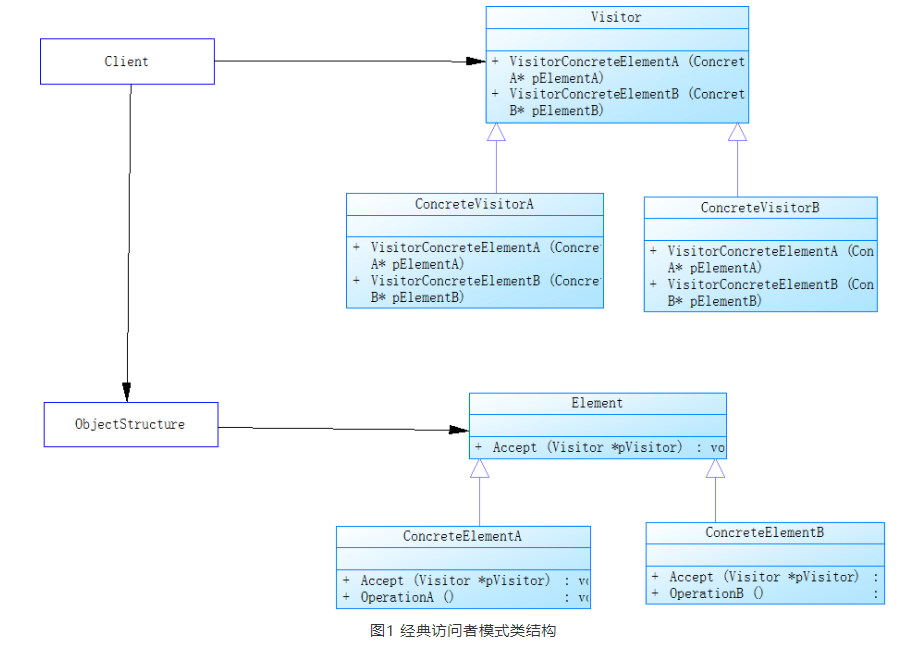 Visitor
Client
+ VisitorConcreteElementA (Concret
A* pElementA)
+ VisitorConcreteElementB (Concret
B* pElementB)
ConcreteVisitorA
+ VisitorConcreteElementA (Concre
A* pElementA)
+ VisitorConcreteElementB (Concre
B* pElementB)
ConcreteVisitorB
+ VisitorConcreteElementA (Con
A* pElementA)
+ VisitorConcreteElementB (Con
B* pElementB)
ObjectStructure
Element
+ Accept (Visitor *pVisitor) : vo
ConcreteElementA
+ Accept (Visitor *pVisitor) : vo
+ OperationA () : vo
ConcreteElementB
+ Accept (Visitor *pVisitor) :
+ OperationB () :
图1 经典访问者模式类结构